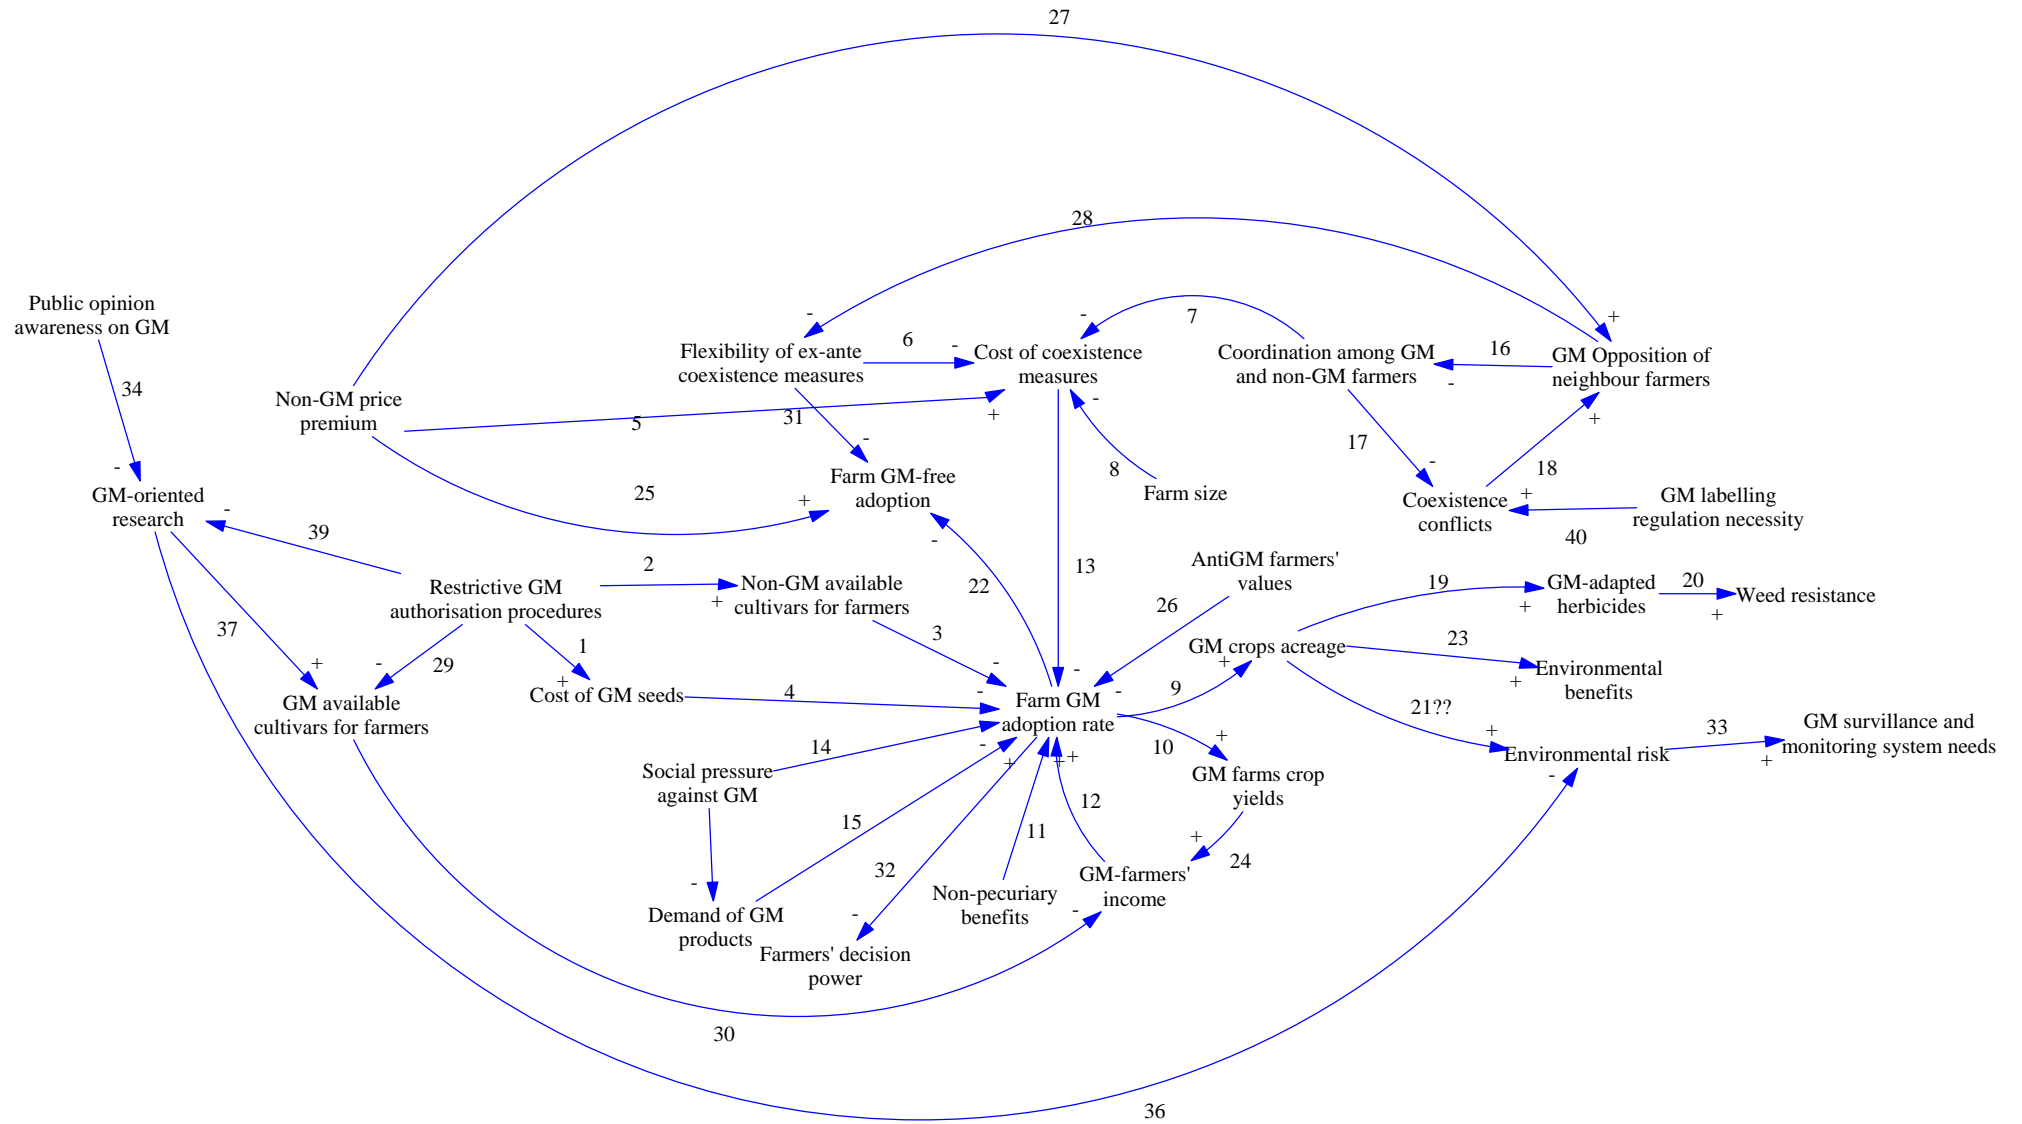 27
28
Public opinion
awareness on GM
-
+
-
7
6
-
16
Flexibility of ex-ante
coexistence measures
Cost of coexistence
measures
Coordination among GM
and non-GM farmers
GM Opposition of
neighbour farmers
-
34
Non-GM price
premium
5
31
+
-
+
17
-
-
-
18
8
Farm GM-free
adoption
Farm size
GM-oriented
research
-
25
+
Coexistence
conflicts
+
GM labelling
regulation necessity
39
-
40
2
13
AntiGM farmers'
values
Restrictive GM
authorisation procedures
+
Non-GM available
cultivars for farmers
22
19
GM-adapted
herbicides
20
Weed resistance
26
+
+
37
3
1
GM crops acreage
23
+
-
29
-
-
+
Environmental
benefits
+
+
Cost of GM seeds
4
-
-
9
21??
GM available
cultivars for farmers
Farm GM
adoption rate
+
33
GM survillance and
monitoring system needs
14
-
10
+
Environmental risk
+
+
++
-
Social pressure
against GM
GM farms crop
yields
15
12
11
+
24
32
-
GM-farmers'
income
Non-pecuriary
benefits
-
-
Demand of GM
products
Farmers' decision
power
30
36